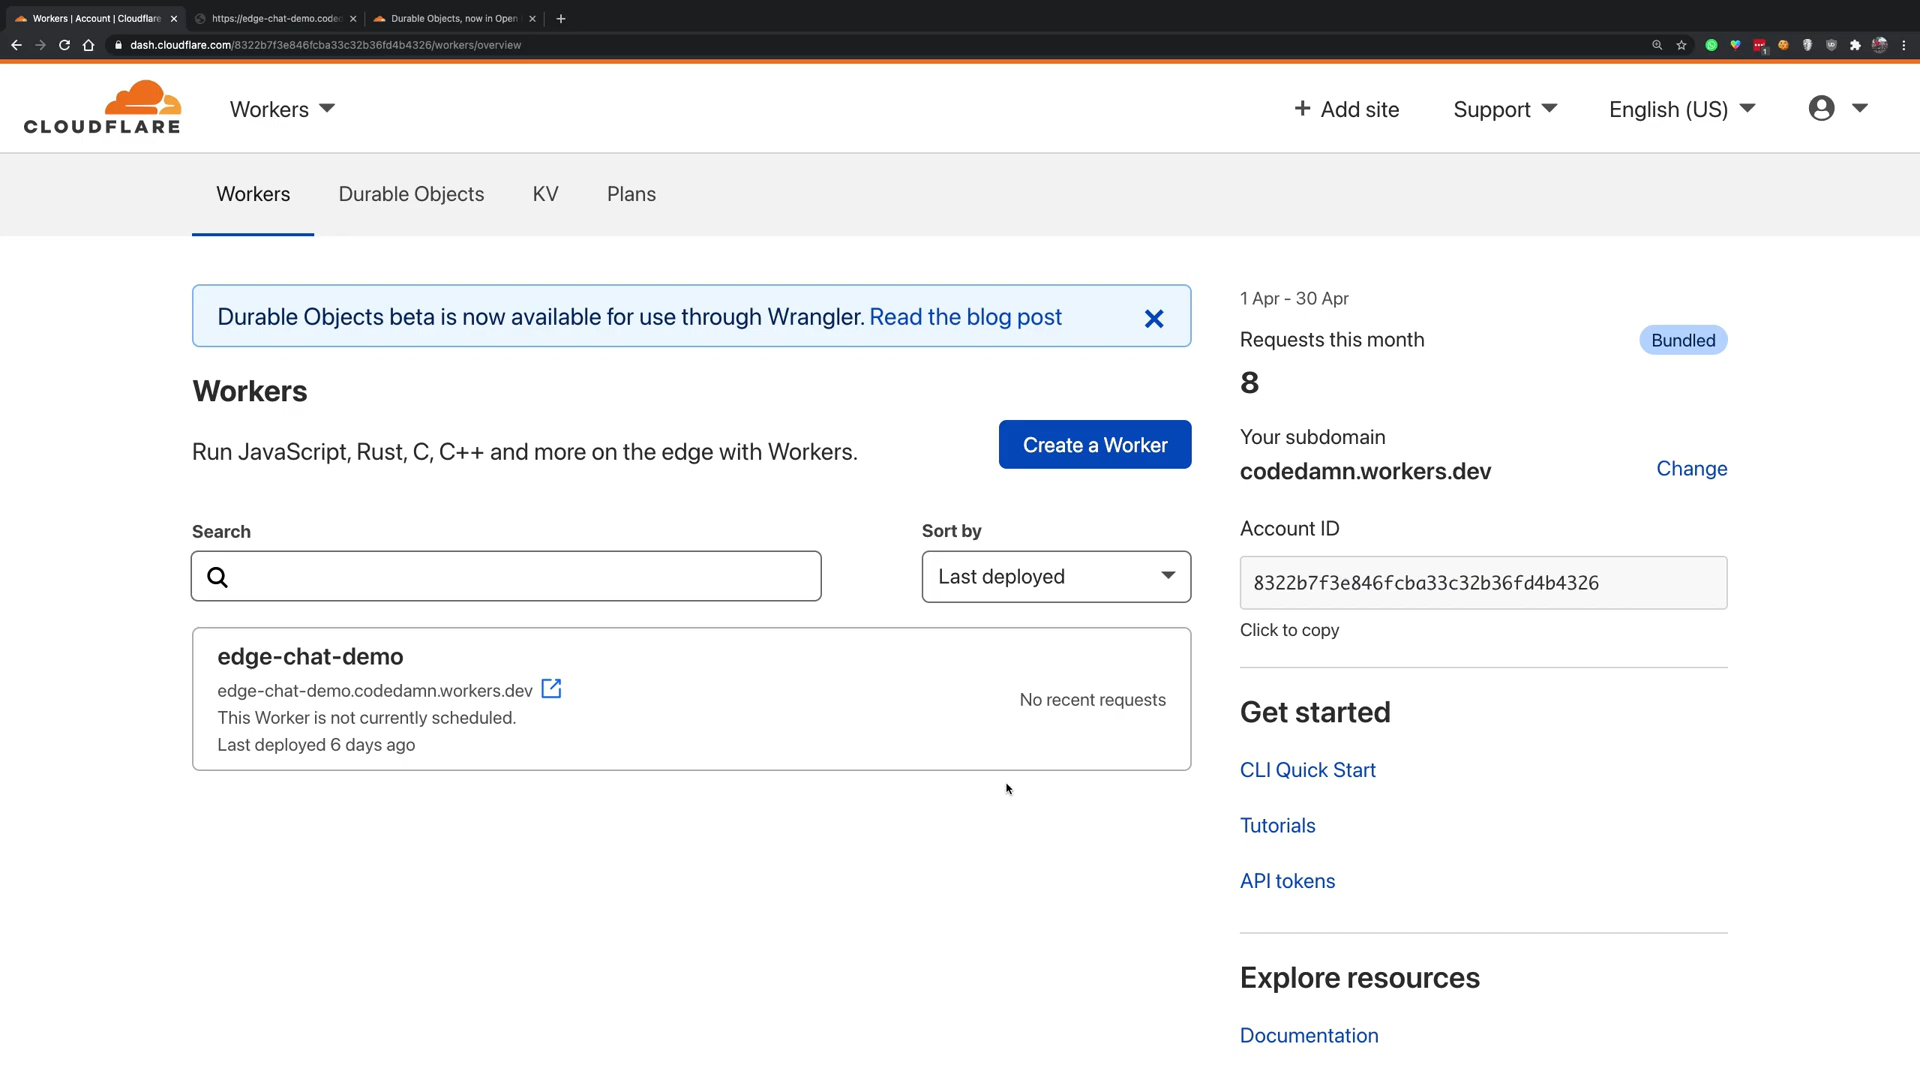 Workers | Account | Cloudflare
https://edge-chat-demo.coded
Durable Objects, now in Open
dash.cloudflare.com/8322b7f3e846fcba33c32b36fd4b4326/workers/overview
CLOUDFLARE
Workers
+ Add site
Support
English (US)
Workers
Durable Objects
KV
Plans
Durable Objects beta is now available for use through Wrangler. Read the blog post
1 Apr - 30 Apr
Requests this month
Bundled
8
Workers
Run JavaScript, Rust, C, C++ and more on the edge with Workers.
Create a Worker
Your subdomain
codedamn.workers.dev
Change
Search
Sort by
Last deployed
Account ID
8322b7f3e846fcba33c32b36fd4b4326
Click to copy
edge-chat-demo
edge-chat-demo.codedamn.workers.dev
This Worker is not currently scheduled.
Last deployed 6 days ago
No recent requests
Get started
CLI Quick Start
Tutorials
API tokens
Explore resources
Documentation